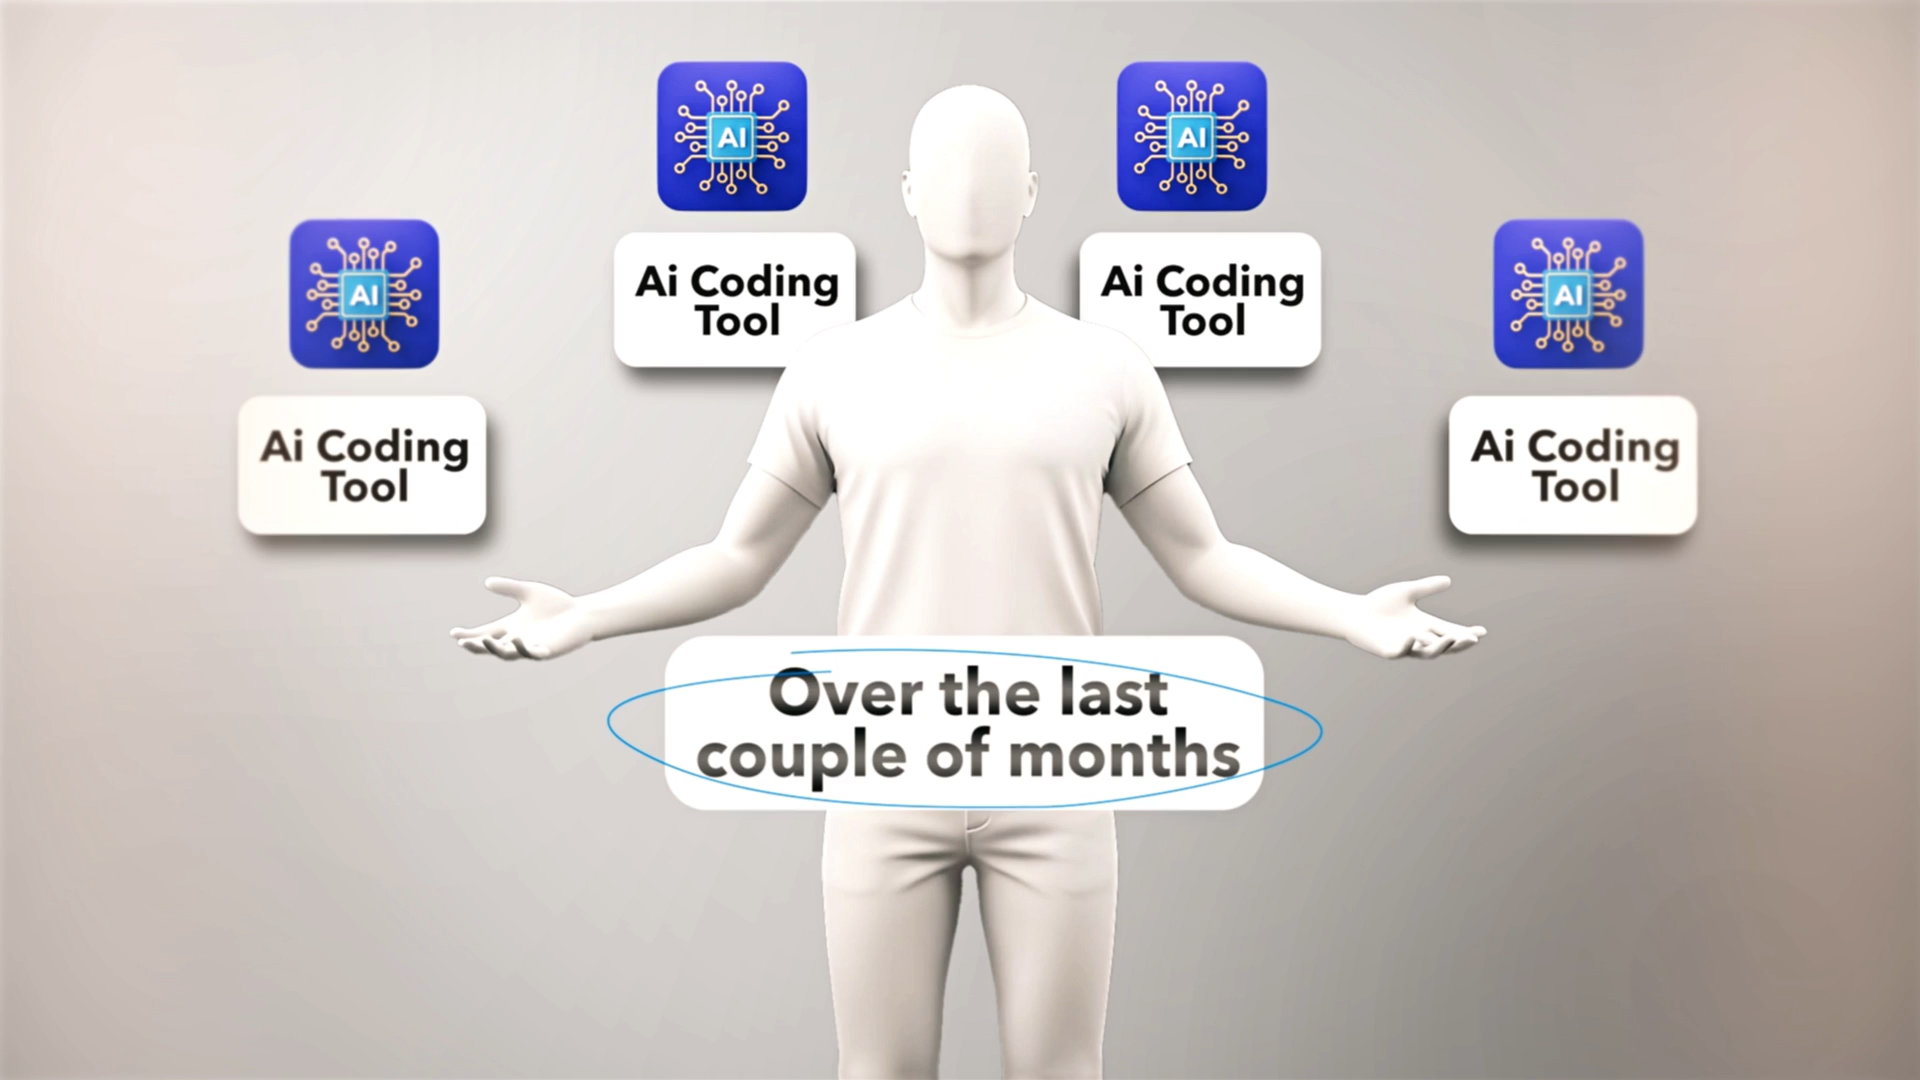 AI
AI
Ai Coding
Tool
Ai Coding
Tool
AI
AI
Ai Coding
Tool
Ai Coding
Tool
Over the last
couple of months